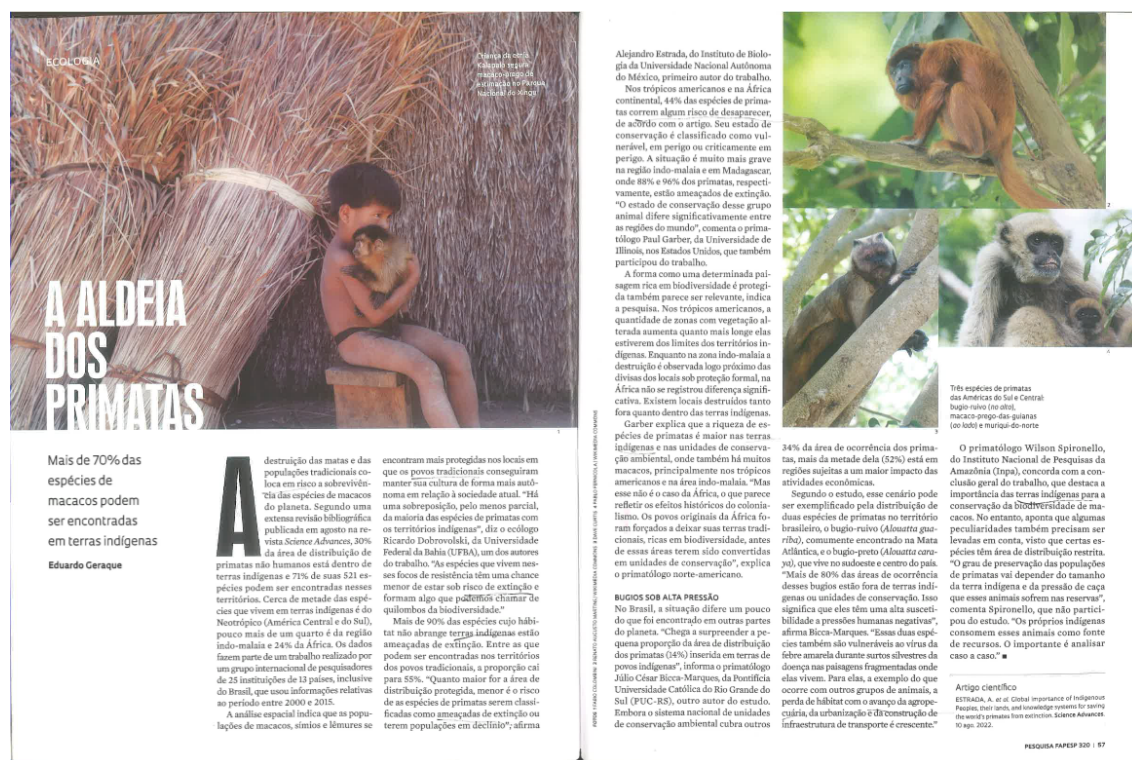 ECOLOGIA
Criança da etnia
Kalapalo segura
macaco-prego de
estimação no Parque
Nacional do Xingu
A ALDEIA
DOS
PRIMATAS
1
Mais de 70% das
espécies de
macacos podem
ser encontradas
em terras indígenas
Eduardo Geraque
A destruição das matas e das
populações tradicionais co-
loca em risco a sobrevivên-
cia das espécies de macacos
do planeta. Segundo uma
extensa revisão bibliográfica
publicada em agosto na re-
vista Science Advances, 30%
da área de distribuição de
primatas não humanos está dentro de
terras indígenas e 71% de suas 521 es-
pécies podem ser encontradas nesses
territórios. Cerca de metade das espé-
cies que vivem em terras indígenas é do
Neotrópico (América Central e do Sul),
pouco mais de um quarto é da região
indo-malaia e 24% da África. Os dados
fazem parte de um trabalho realizado por
um grupo internacional de pesquisadores
de 25 instituições de 13 países, inclusive
do Brasil, que usou informações relativas
ao período entre 2000 e 2015.
A análise espacial indica que as popu-
lações de macacos, símios e lêmures se
encontram mais protegidas nos locais em
que os povos tradicionais conseguiram
manter sua cultura de forma mais autô-
noma em relação à sociedade atual. “Há
uma sobreposição, pelo menos parcial,
da maioria das espécies de primatas com
os territórios indígenas”, diz o ecólogo
Ricardo Dobrovolski, da Universidade
Federal da Bahia (UFBA), um dos autores
do trabalho. “As espécies que vivem nes-
ses focos de resistência têm uma chance
menor de estar sob risco de extinção e
formam algo que podemos chamar de
quilombos da biodiversidade.”
Mais de 90% das espécies cujo hábi-
tat não abrange terras indígenas estão
ameaçadas de extinção. Entre as que
podem ser encontradas nos territórios
dos povos tradicionais, a proporção cai
para 55%. “Quanto maior for a área de
distribuição protegida, menor é o risco
de as espécies de primatas serem classi-
ficadas como ameaçadas de extinção ou
terem populações em declínio”, afirma
FOTOS 1 FABIO COLOMBINI 2 RENATO AUGUSTO MARTINS / WIKIMEDIA COMMONS 3 DAVE CURTIS 4 PABLO FERNICOLA / WIKIMEDIA COMMONS
Alejandro Estrada, do Instituto de Biolo-
gia da Universidade Nacional Autônoma
do México, primeiro autor do trabalho.
Nos trópicos americanos e na África
continental, 44% das espécies de prima-
tas correm algum risco de desaparecer,
de acordo com o artigo. Seu estado de
conservação é classificado como vul-
nerável, em perigo ou criticamente em
perigo. A situação é muito mais grave
na região indo-malaia e em Madagascar,
onde 88% e 96% dos primatas, respecti-
vamente, estão ameaçados de extinção.
“O estado de conservação desse grupo
animal difere significativamente entre
as regiões do mundo”, comenta o prima-
tólogo Paul Garber, da Universidade de
Illinois, nos Estados Unidos, que também
participou do trabalho.
A forma como uma determinada pai-
sagem rica em biodiversidade é protegi-
da também parece ser relevante, indica
a pesquisa. Nos trópicos americanos, a
quantidade de zonas com vegetação al-
terada aumenta quanto mais longe elas
estiverem dos limites dos territórios in-
dígenas. Enquanto na zona indo-malaia a
destruição é observada logo próximo das
divisas dos locais sob proteção formal, na
África não se registrou diferença signifi-
cativa. Existem locais destruídos tanto
fora quanto dentro das terras indígenas.
Garber explica que a riqueza de es-
pécies de primatas é maior nas terras
indígenas e nas unidades de conserva-
ção ambiental, onde também há muitos
macacos, principalmente nos trópicos
americanos e na área indo-malaia. “Mas
esse não é o caso da África, o que parece
refletir os efeitos históricos do colonia-
lismo. Os povos originais da África fo-
ram forçados a deixar suas terras tradi-
cionais, ricas em biodiversidade, antes
de essas áreas terem sido convertidas
em unidades de conservação”, explica
o primatólogo norte-americano.
BUGIOS SOB ALTA PRESSÃO
No Brasil, a situação difere um pouco
do que foi encontrado em outras partes
do planeta. “Chega a surpreender a pe-
quena proporção da área de distribuição
dos primatas (14%) inserida em terras de
povos indígenas”, informa o primatólogo
Júlio César Bicca-Marques, da Pontifícia
Universidade Católica do Rio Grande do
Sul (PUC-RS), outro autor do estudo.
Embora o sistema nacional de unidades
de conservação ambiental cubra outros
2
3
4
Três espécies de primatas
das Américas do Sul e Central:
bugio-ruivo (no alto),
macaco-prego-das-guianas
(ao lado) e muriqui-do-norte
34% da área de ocorrência dos prima-
tas, mais da metade dela (52%) está em
regiões sujeitas a um maior impacto das
atividades econômicas.
Segundo o estudo, esse cenário pode
ser exemplificado pela distribuição de
duas espécies de primatas no território
brasileiro, o bugio-ruivo (Alouatta gua-
riba), comumente encontrado na Mata
Atlântica, e o bugio-preto (Alouatta cara-
ya), que vive no sudoeste e centro do país.
“Mais de 80% das áreas de ocorrência
desses bugios estão fora de terras indí-
genas ou unidades de conservação. Isso
significa que eles têm uma alta susceti-
bilidade a pressões humanas negativas”,
afirma Bicca-Marques. “Essas duas espé-
cies também são vulneráveis ao vírus da
febre amarela durante surtos silvestres da
doença nas paisagens fragmentadas onde
elas vivem. Para elas, a exemplo do que
ocorre com outros grupos de animais, a
perda de hábitat com o avanço da agrope-
cuária, da urbanização e da construção de
infraestrutura de transporte é crescente.”
O primatólogo Wilson Spironello,
do Instituto Nacional de Pesquisas da
Amazônia (Inpa), concorda com a con-
clusão geral do trabalho, que destaca a
importância das terras indígenas para a
conservação da biodiversidade de ma-
cacos. No entanto, aponta que algumas
peculiaridades também precisam ser
levadas em conta, visto que certas es-
pécies têm área de distribuição restrita.
“O grau de preservação das populações
de primatas vai depender do tamanho
da terra indígena e da pressão de caça
que esses animais sofrem nas reservas”,
comenta Spironello, que não partici-
pou do estudo. “Os próprios indígenas
consomem esses animais como fonte
de recursos. O importante é analisar
caso a caso.” ■
Artigo científico
ESTRADA, A. et al. Global importance of Indigenous
Peoples, their lands, and knowledge systems for saving
the world’s primates from extinction. Science Advances.
10 ago. 2022.
PESQUISA FAPESP 320 | 57